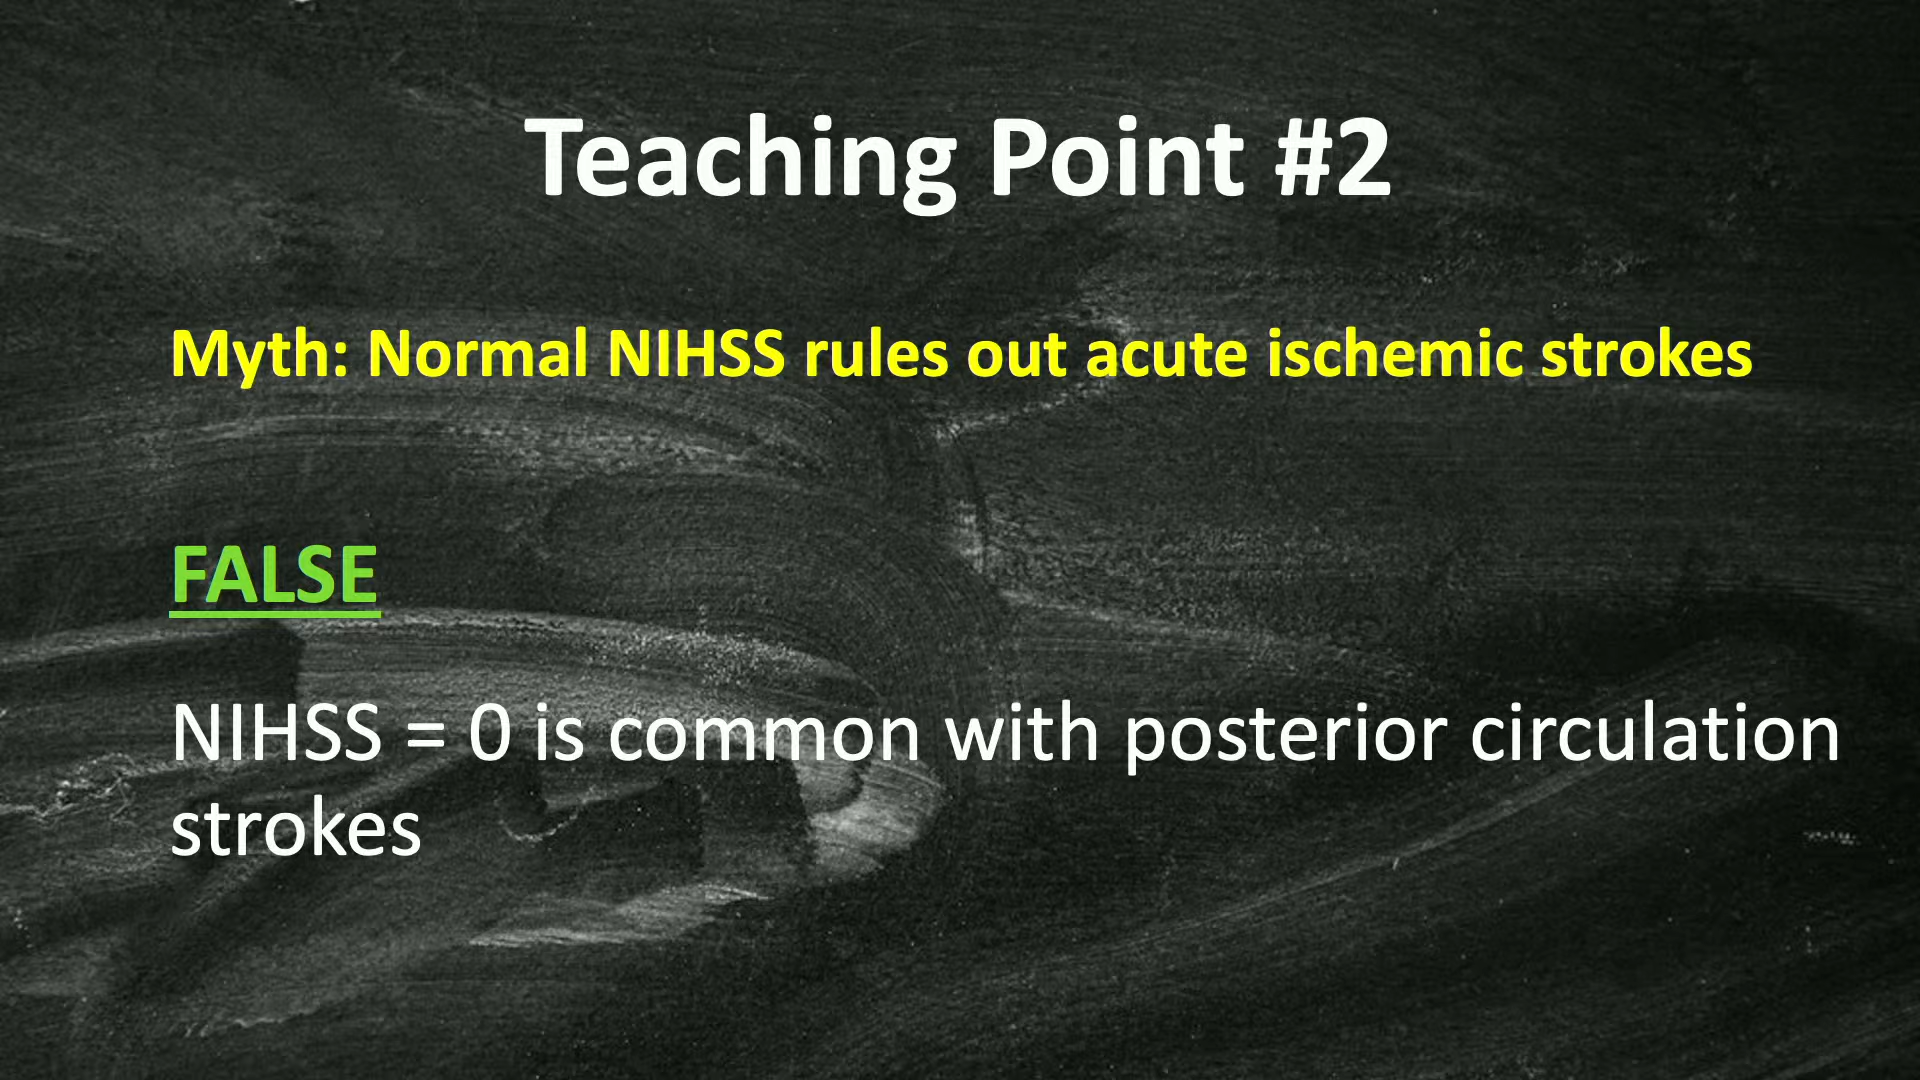 Teaching Point #2
Myth: Normal NIHSS rules out acute ischemic strokes
FALSE
NIHSS = 0 is common with posterior circulation
strokes